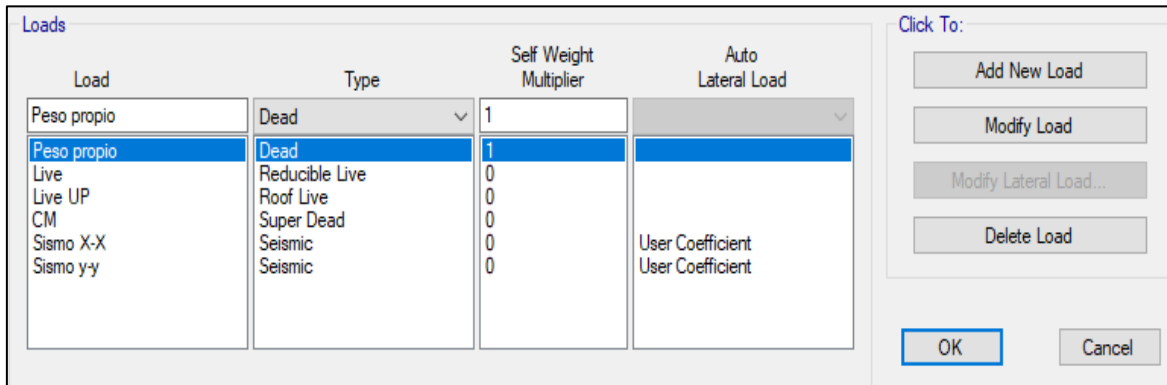 Loads
Click To:
Load Type Self Weight Multiplier Auto Lateral Load
Peso propio Dead 1
Peso propio Dead 1
Live Reducible Live 0
Live UP Roof Live 0
CM Super Dead 0
Sismo X-X Seismic 0 User Coefficient
Sismo y-y Seismic 0 User Coefficient
Add New Load
Modify Load
Modify Lateral Load...
Delete Load
OK Cancel